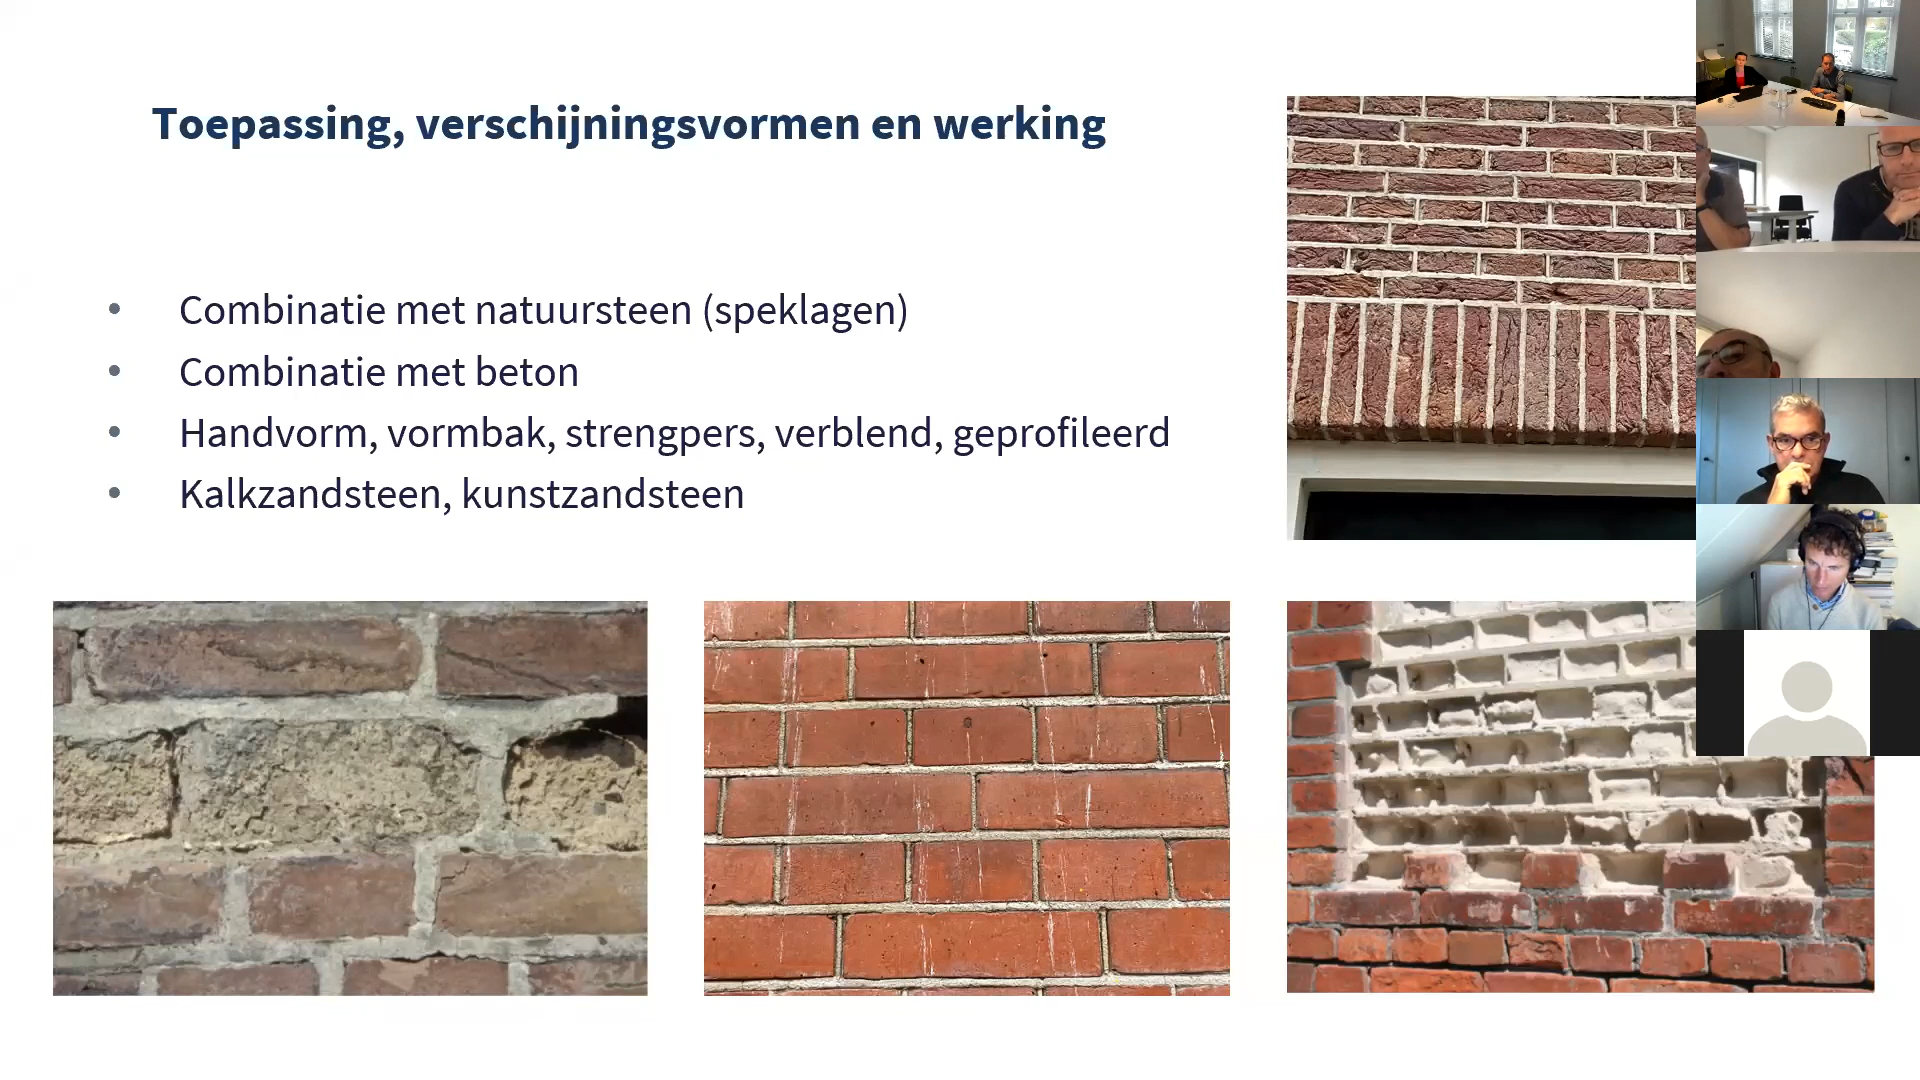 Toepassing, verschijningsvormen en werking
• Combinatie met natuursteen (speklagen)
• Combinatie met beton
• Handvorm, vormbak, strengpers, verblend, geprofileerd
• Kalkzandsteen, kunstzandsteen